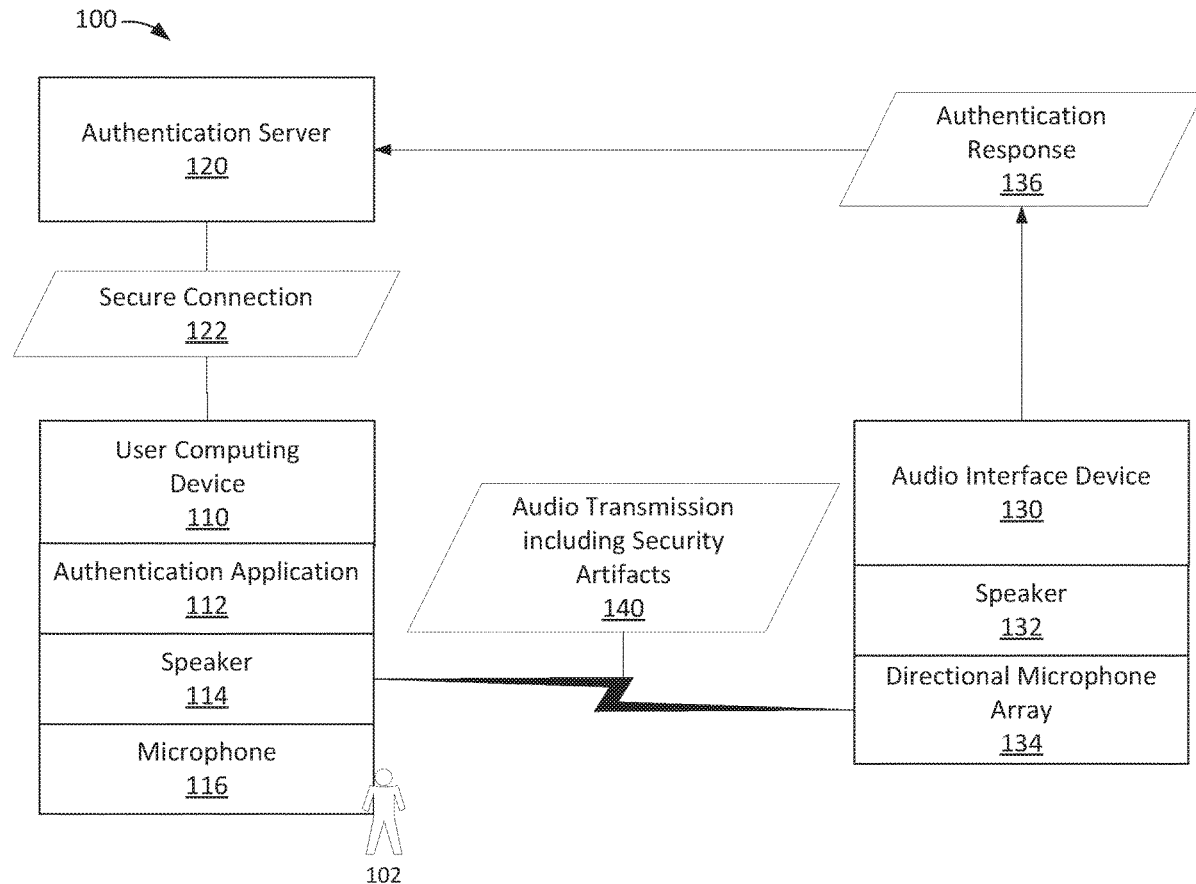 100
Authentication Server
120
Authentication
Response
136
Secure Connection
122
User Computing
Device
110
Authentication Application
112
Speaker
114
Microphone
116
102
Audio Transmission
including Security
Artifacts
140
Audio Interface Device
130
Speaker
132
Directional Microphone
Array
134